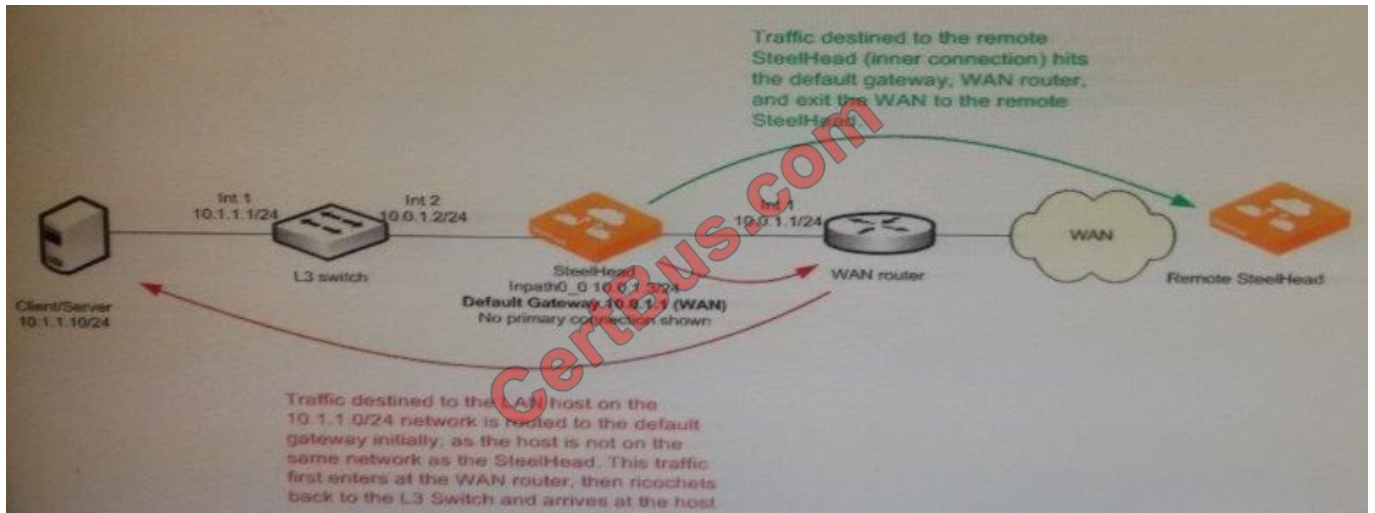 Traffic destined to the remote
SteelHead (inner connection) hits
the default gateway, WAN router,
and exit the WAN to the remote
SteelHead.
Int 1
10.1.1.1/24
Int 2
10.0.1.2/24
Int 1
10.0.1.1/24
WAN
L3 switch
SteelHead
Inpath0_0 10.0.1.3/24
Default Gateway 10.0.1.1 (WAN)
No primary connection shown
WAN router
Remote SteelHead
Client/Server
10.1.1.10/24
CertBus.com
Traffic destined to the LAN host on the
10.1.1.0/24 network is routed to the default
gateway initially, as the host is not on the
same network as the SteelHead. This traffic
first enters at the WAN router, then ricochets
back to the L3 Switch and arrives at the host.